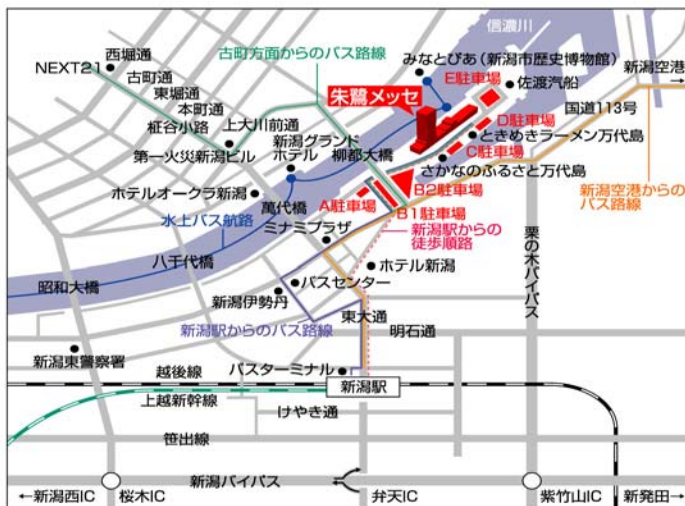 信濃川
西堀通
NEXT21
古町方面からのバス路線
みなとぴあ（新潟市歴史博物館）
古町通
東堀通
本町通
柾谷小路
上大川前通
第一火災新潟ビル
新潟グランド
ホテル
柳都大橋
朱鷺メッセ
E駐車場
佐渡汽船
新潟空港
国道113号
D駐車場
ときめきラーメン万代島
C駐車場
さかなのふるさと万代島
ホテルオークラ新潟
萬代橋
A駐車場
B2駐車場
B1駐車場
新潟空港からの
バス路線
水上バス航路
ミナミプラザ
新潟駅からの
徒歩順路
八千代橋
昭和大橋
ホテル新潟
バスセンター
新潟伊勢丹
栗の木バイパス
新潟駅からのバス路線
東大通
明石通
新潟東警察署
バスターミナル
越後線
新潟駅
上越新幹線
けやき通
笹出線
新潟バイパス
←新潟西IC
桜木IC
弁天IC
紫竹山IC
新発田→